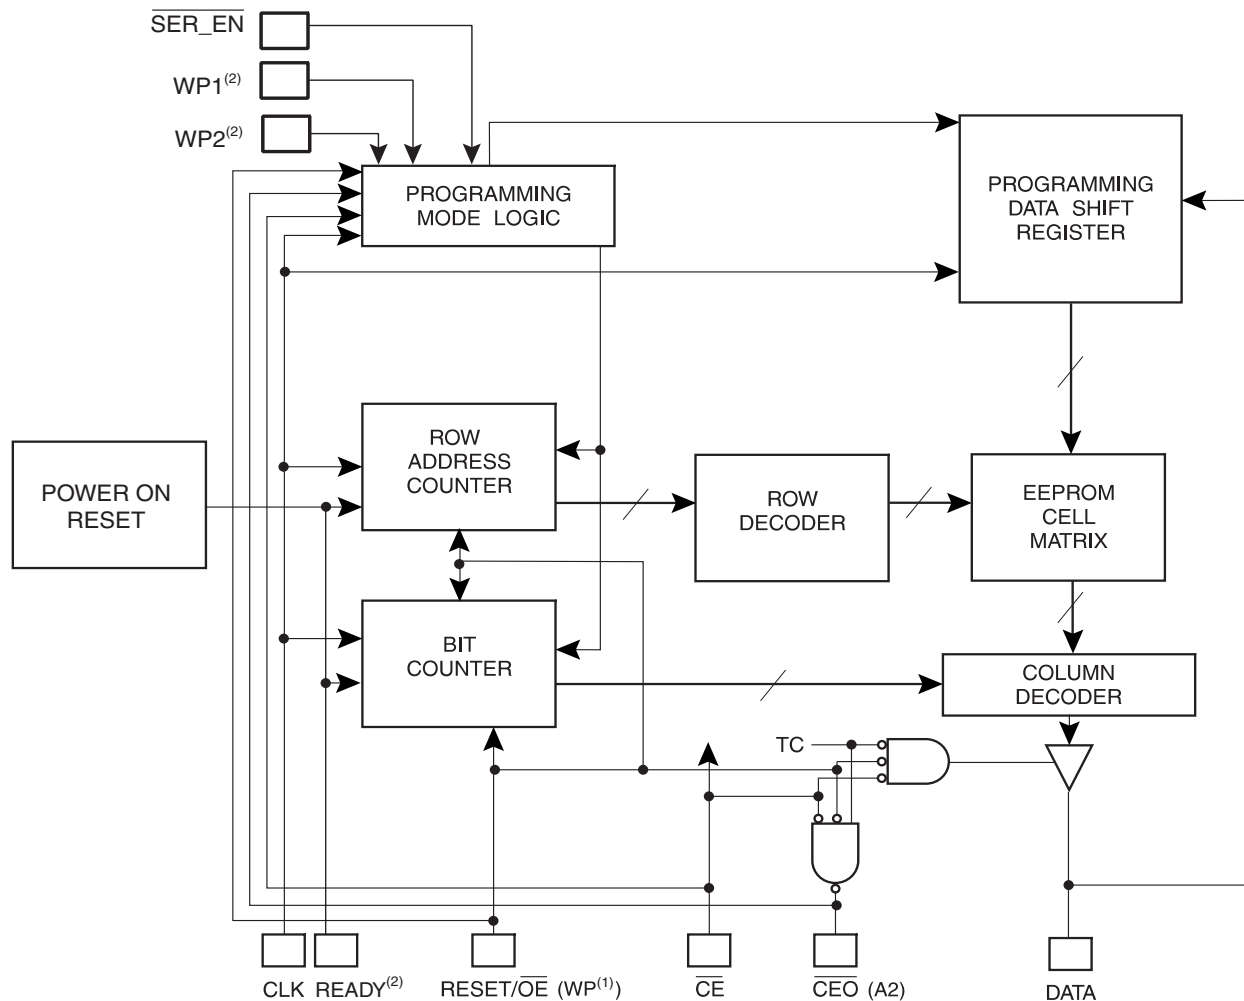 SER_EN
WP1(2)
WP2(2)
PROGRAMMING
MODE LOGIC
PROGRAMMING
DATA SHIFT
REGISTER
POWER ON
RESET
ROW
ADDRESS
COUNTER
ROW
DECODER
EEPROM
CELL
MATRIX
BIT
COUNTER
COLUMN
DECODER
TC
CLK
READY(2)
RESET/OE (WP(1))
CE
CEO (A2)
DATA